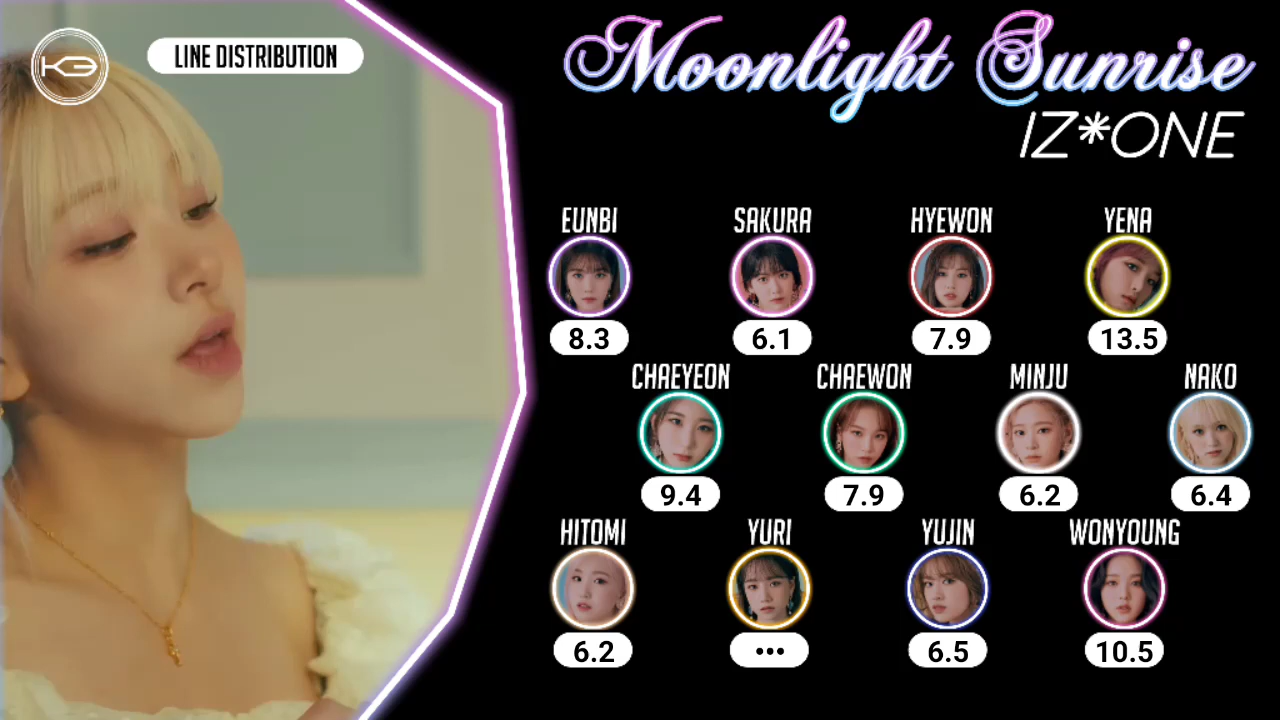 K3
LINE DISTRIBUTION
Moonlight Sunrise
IZ*ONE
EUNBI SAKURA HYEWON YENA
8.3 6.1 7.9 13.5
CHAEYEON CHAEWON MINJU NAKO
9.4 7.9 6.2 6.4
HITOMI YURI YUJIN WONYOUNG
6.2 ••• 6.5 10.5